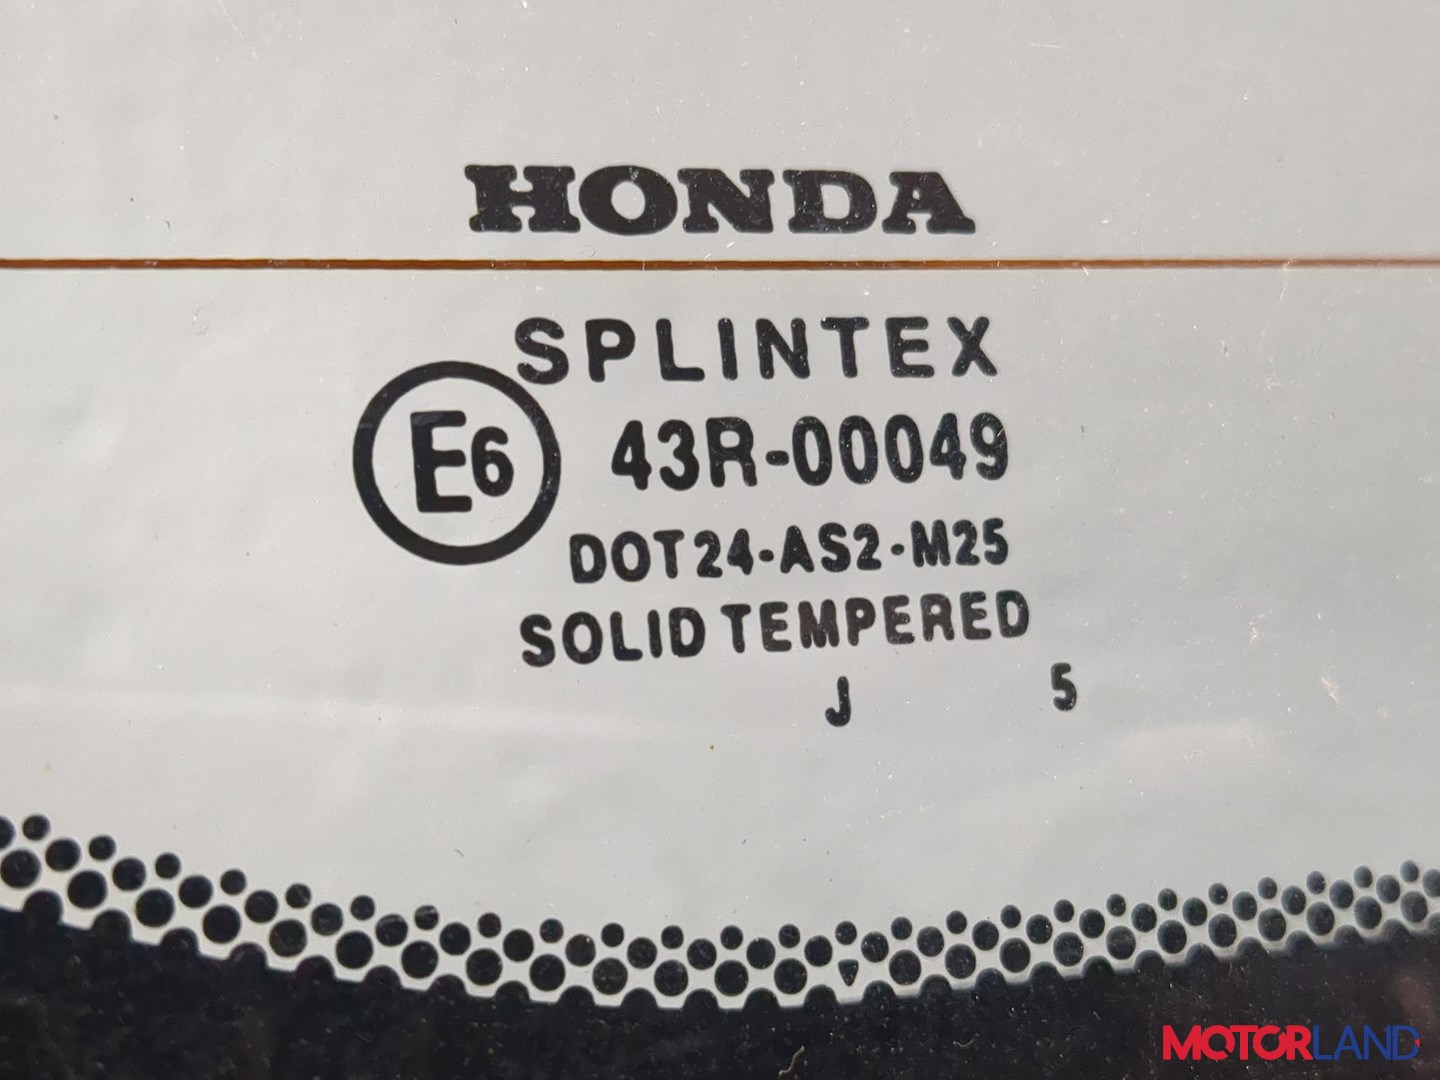 HONDA
SPLINTEX
E6
43R-00049
DOT24-AS2-M25
SOLID TEMPERED
J 5
MOTORLAND